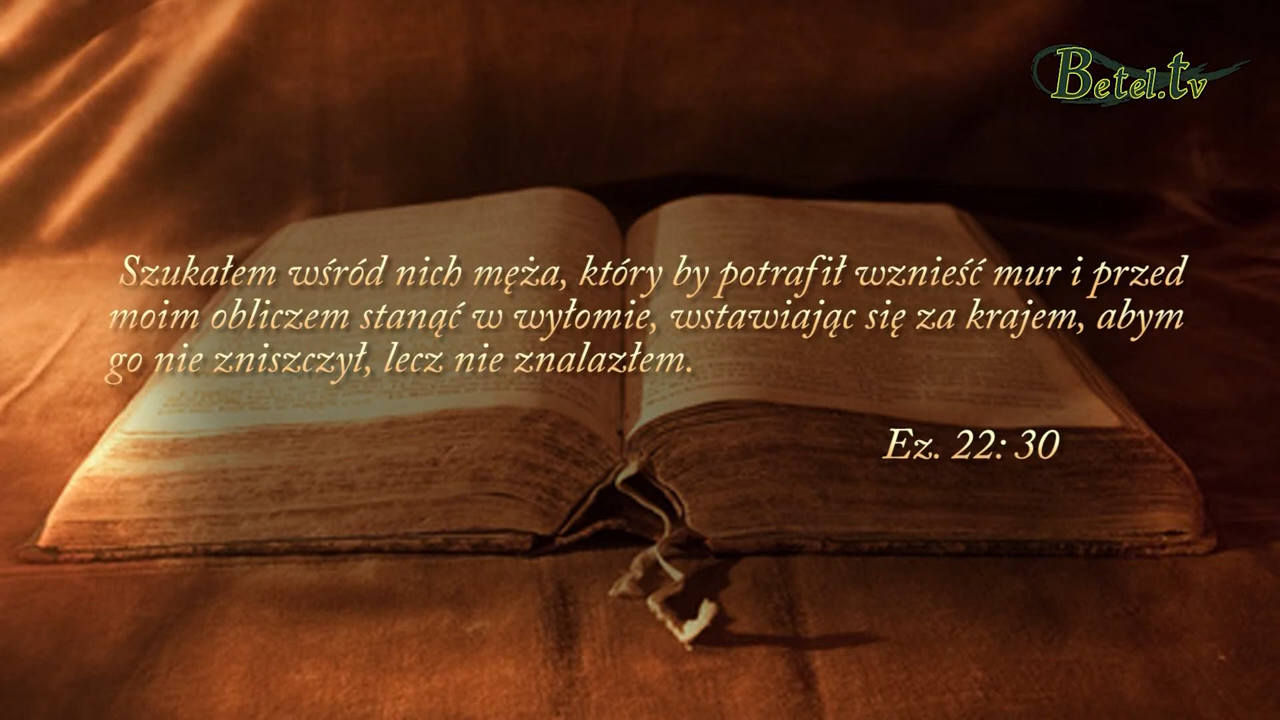 Betel.tv
Szukałem wśród nich męża, który by potrafił wznieść mur i przed
moim obliczem stanąć w wyłomie, wstawiając się za krajem, abym
go nie zniszczył, lecz nie znalazłem.
Ez. 22: 30